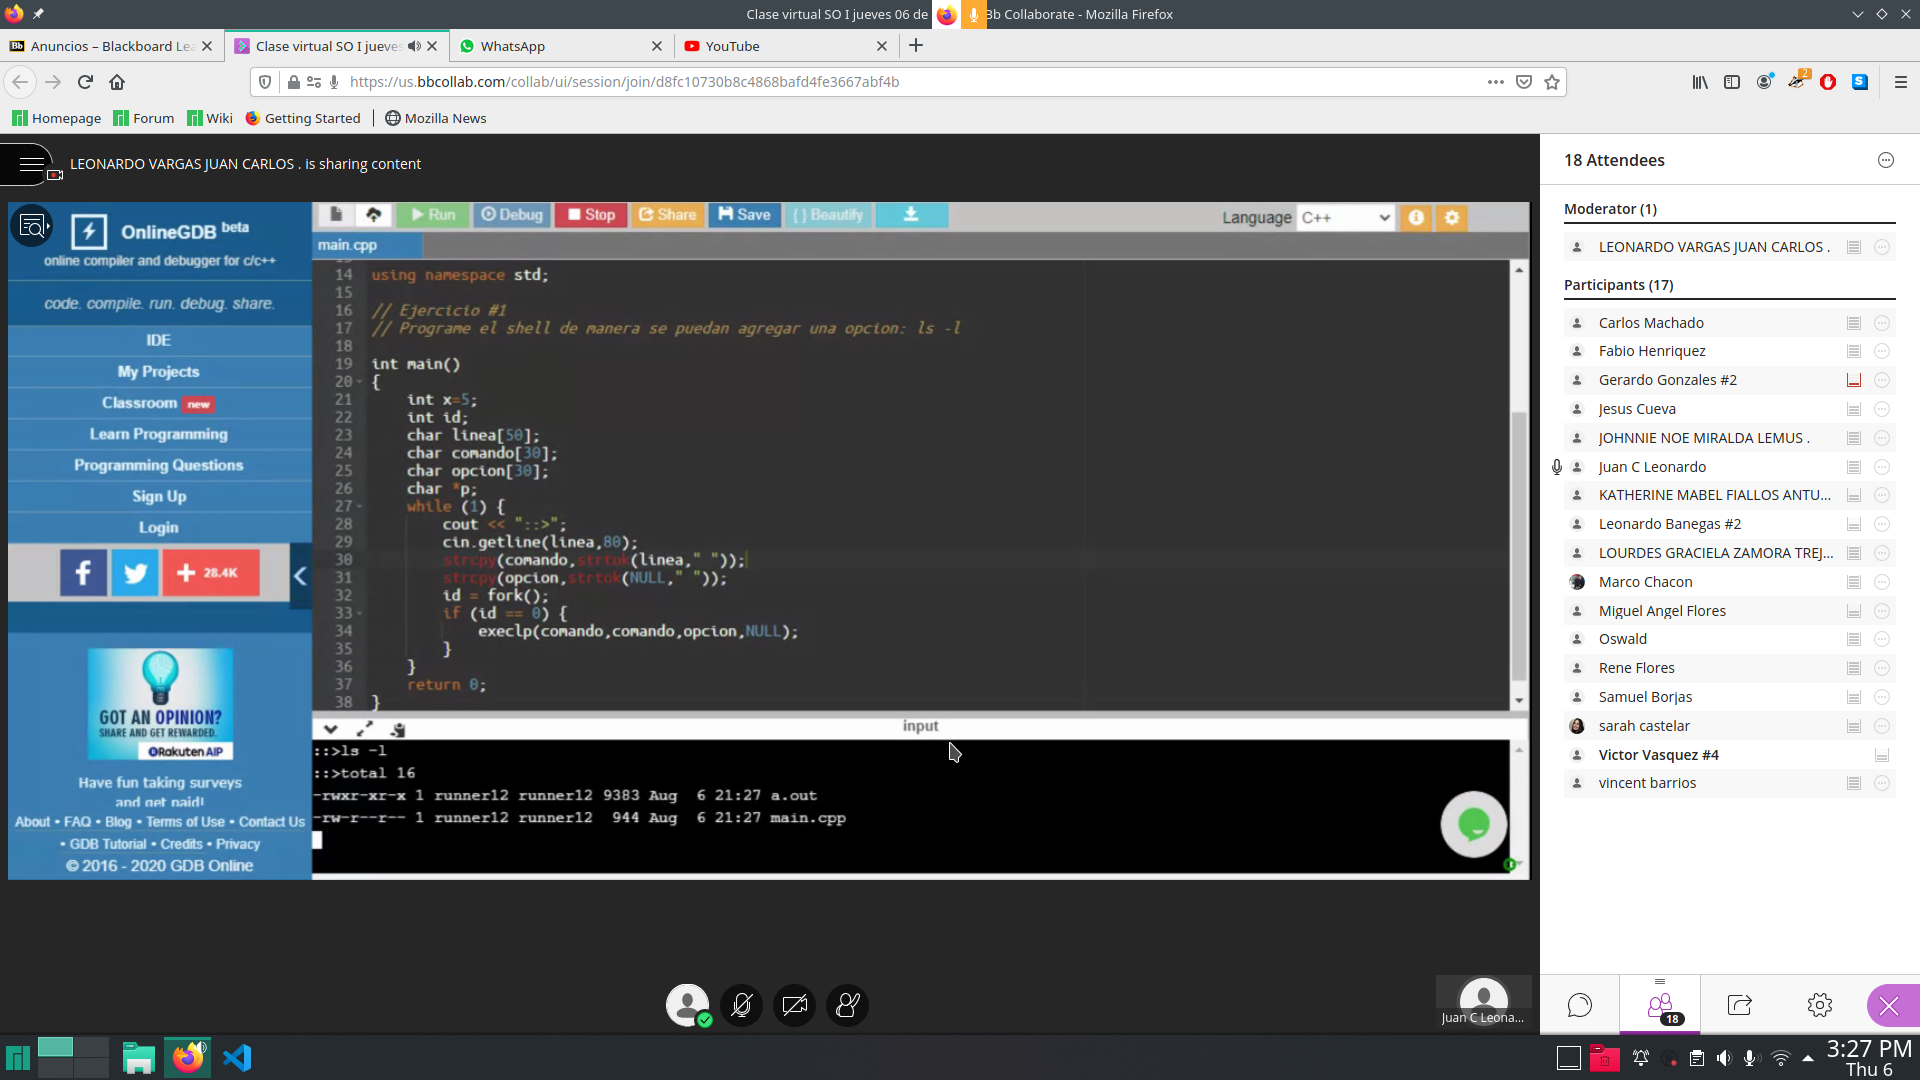 Clase virtual SO I jueves 06 de Bb Collaborate - Mozilla Firefox
Bb Anuncios – Blackboard Lea
Clase virtual SO I jueves
WhatsApp
YouTube
https://us.bbcollab.com/collab/ui/session/join/d8fc10730b8c4868bafd4fe3667abf4b
2
Homepage
Forum
Wiki
Getting Started
Mozilla News
LEONARDO VARGAS JUAN CARLOS . is sharing content
OnlineGDB beta
online compiler and debugger for c/c++
code. compile. run. debug. share.
IDE
My Projects
Classroom new
Learn Programming
Programming Questions
Sign Up
Login
28.4K
GOT AN OPINION?
SHARE AND GET REWARDED.
Rakuten AIP
Have fun taking surveys
and get paid!
About • FAQ • Blog • Terms of Use • Contact Us
• GDB Tutorial • Credits • Privacy
© 2016 - 2020 GDB Online
Run
Debug
Stop
Share
Save
{ } Beautify
Language C++
main.cpp
14 using namespace std;
15
16 // Ejercicio #1
17 // Programe el shell de manera se puedan agregar una opcion: ls -l
18
19 int main()
20 {
21 int x=5;
22 int id;
23 char linea[50];
24 char comando[30];
25 char opcion[30];
26 char *p;
27 while (1) {
28 cout << "::>";
29 cin.getline(linea,80);
30 strcpy(comando,strtok(linea," "));
31 strcpy(opcion,strtok(NULL," "));
32 id = fork();
33 if (id == 0) {
34 execlp(comando,comando,opcion,NULL);
35 }
36 }
37 return 0;
38 }
input
::>ls -l
::>total 16
-rwxr-xr-x 1 runner12 runner12 9383 Aug  6 21:27 a.out
-rw-r--r-- 1 runner12 runner12  944 Aug  6 21:27 main.cpp
18 Attendees
Moderator (1)
LEONARDO VARGAS JUAN CARLOS .
Participants (17)
Carlos Machado
Fabio Henriquez
Gerardo Gonzales #2
Jesus Cueva
JOHNNIE NOE MIRALDA LEMUS .
Juan C Leonardo
KATHERINE MABEL FIALLOS ANTU...
Leonardo Banegas #2
LOURDES GRACIELA ZAMORA TREJ...
Marco Chacon
Miguel Angel Flores
Oswald
Rene Flores
Samuel Borjas
sarah castelar
Victor Vasquez #4
vincent barrios
Juan C Leona...
18
3:27 PM
Thu 6